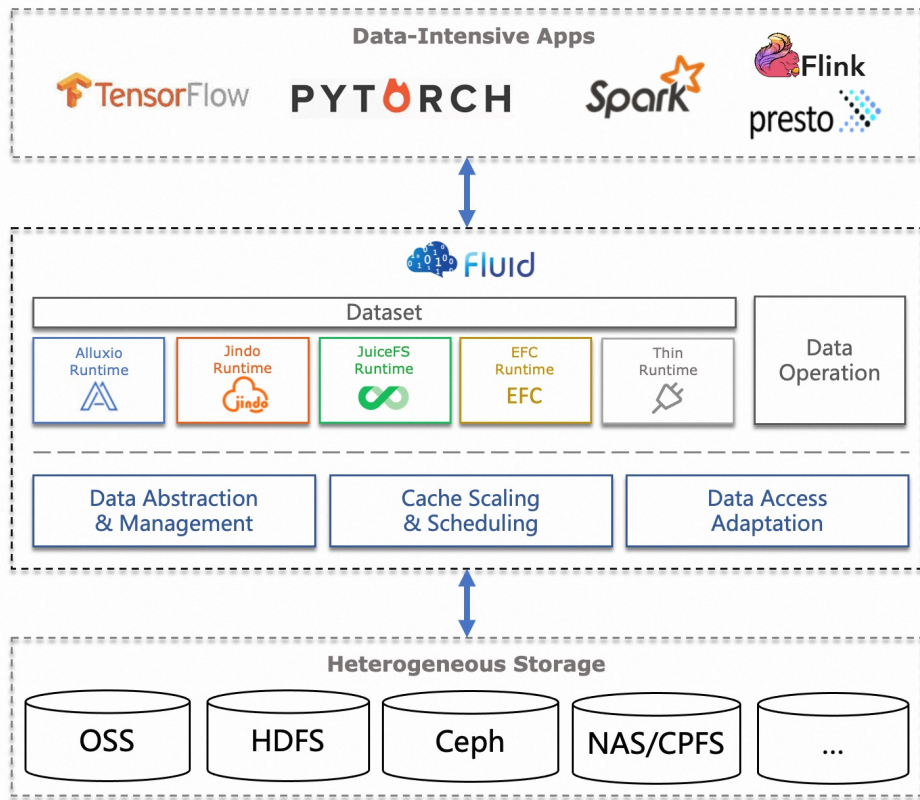 Data-Intensive Apps
TensorFlow
PYTORCH
Spark
Flink
presto
Fluid
Dataset
Alluxio
Runtime
Jindo
Runtime
jindo
JuiceFS
Runtime
EFC
Runtime
EFC
Thin
Runtime
Data
Operation
Data Abstraction
& Management
Cache Scaling
& Scheduling
Data Access
Adaptation
Heterogeneous Storage
OSS
HDFS
Ceph
NAS/CPFS
...